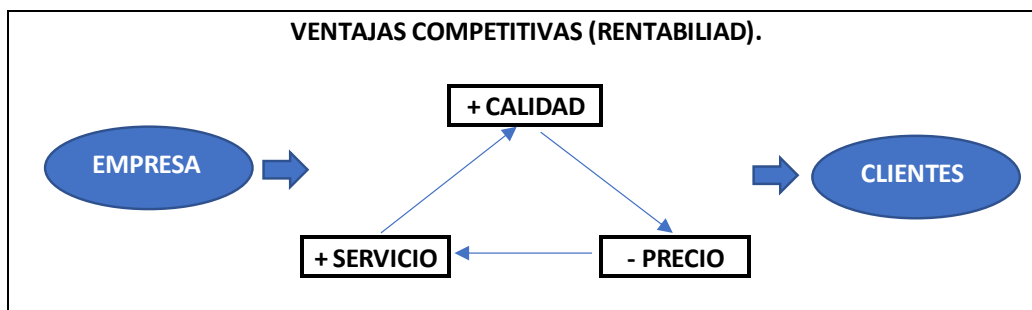 VENTAJAS COMPETITIVAS (RENTABILIAD).
+ CALIDAD
EMPRESA
CLIENTES
+ SERVICIO
- PRECIO